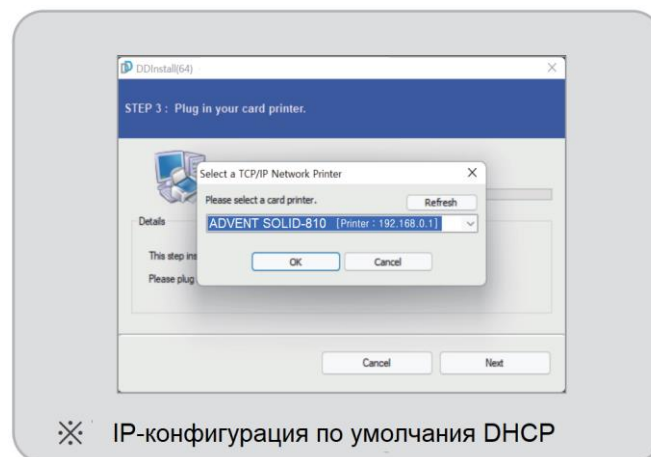 DDInstall(64)
STEP 3 : Plug in your card printer.
Select a TCP/IP Network Printer
Please select a card printer.
Refresh
ADVENT SOLID-810 [Printer : 192.168.0.1]
OK Cancel
Details
This step ins
Please plug
Cancel Next
※ IP-конфигурация по умолчания DHCP